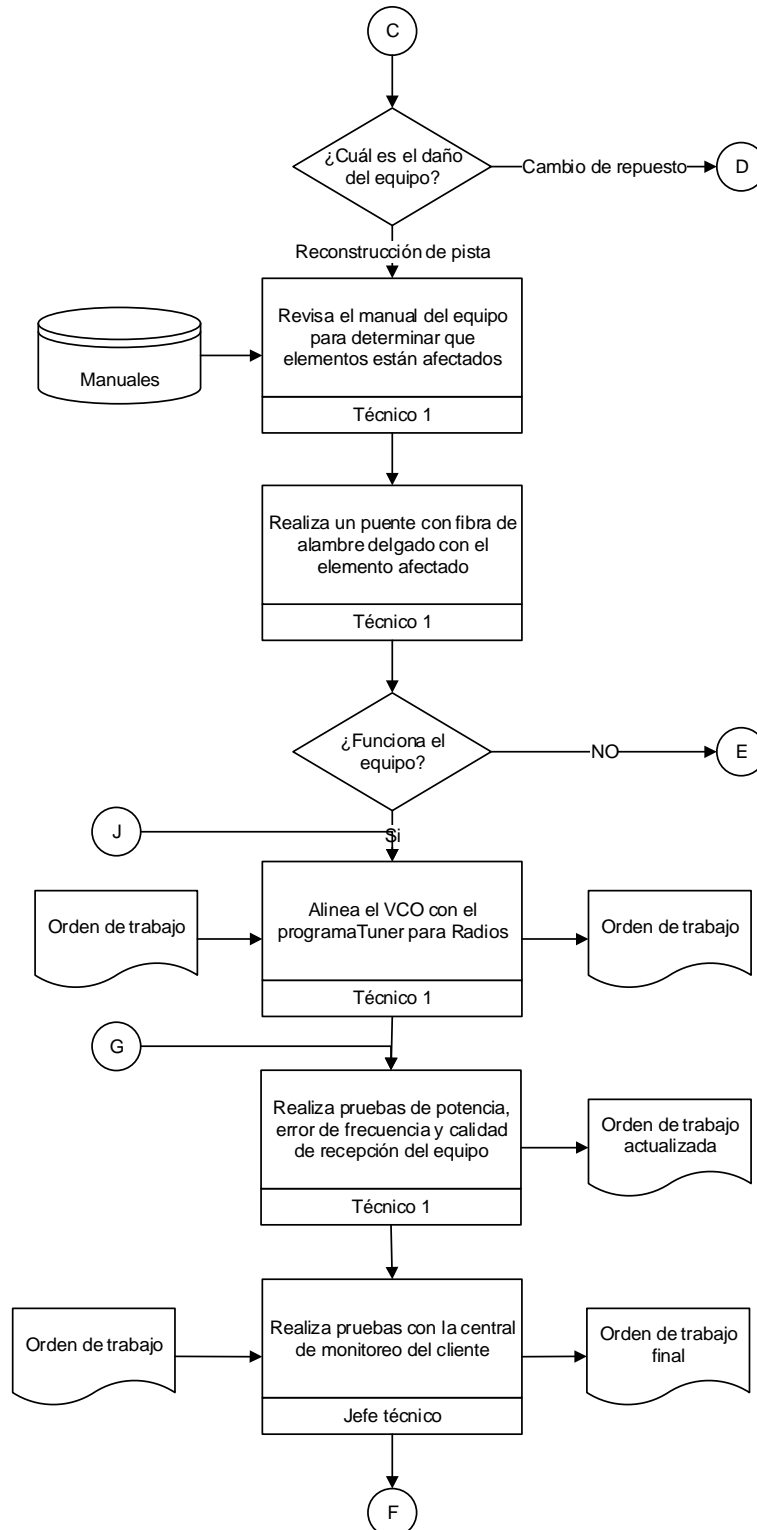 C
¿Cuál es el daño
del equipo?
Cambio de repuesto
D
Reconstrucción de pista
Revisa el manual del equipo
para determinar que
elementos están afectados
Manuales
Técnico 1
Realiza un puente con fibra de
alambre delgado con el
elemento afectado
Técnico 1
¿Funciona el
equipo?
NO
E
J
Si
Orden de trabajo
Alinea el VCO con el
programaTuner para Radios
Orden de trabajo
Técnico 1
G
Realiza pruebas de potencia,
error de frecuencia y calidad
de recepción del equipo
Orden de trabajo
actualizada
Técnico 1
Orden de trabajo
Realiza pruebas con la central
de monitoreo del cliente
Orden de trabajo
final
Jefe técnico
F